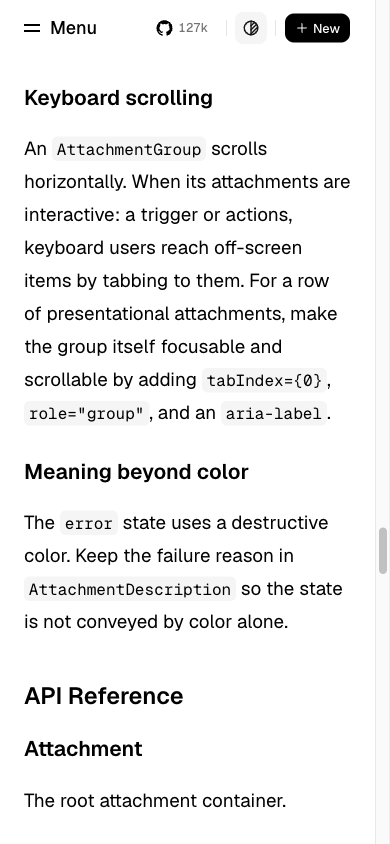 Menu
127k
New
Keyboard scrolling
An AttachmentGroup scrolls
horizontally. When its attachments are
interactive: a trigger or actions,
keyboard users reach off-screen
items by tabbing to them. For a row
of presentational attachments, make
the group itself focusable and
scrollable by adding tabIndex={0},
role="group", and an aria-label.
Meaning beyond color
The error state uses a destructive
color. Keep the failure reason in
AttachmentDescription so the state
is not conveyed by color alone.
API Reference
Attachment
The root attachment container.